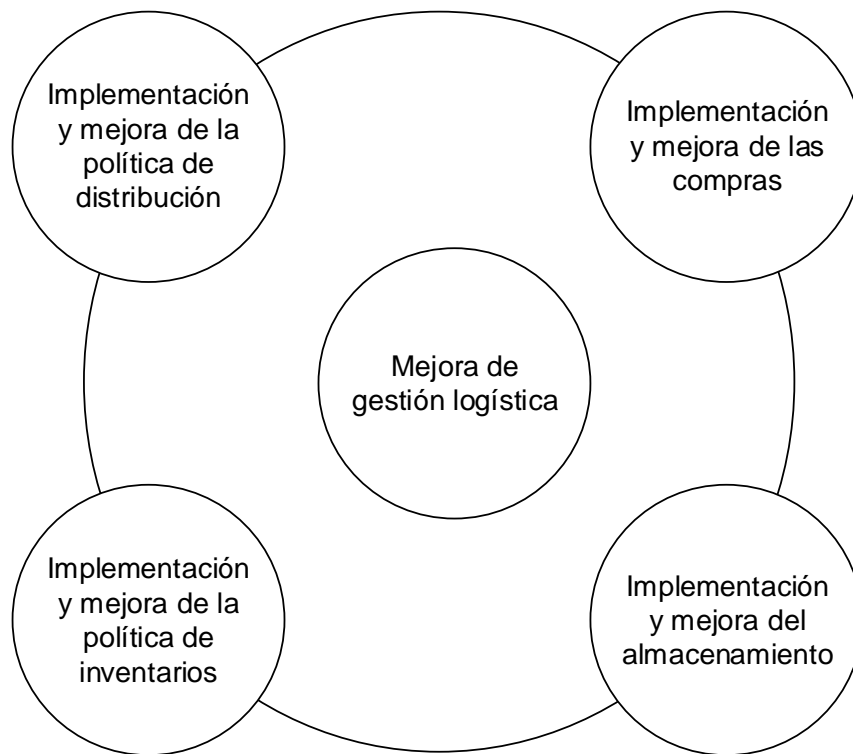 Implementación
y mejora de la
política de
distribución
Implementación
y mejora de las
compras
Mejora de
gestión logística
Implementación
y mejora de la
política de
inventarios
Implementación
y mejora del
almacenamiento